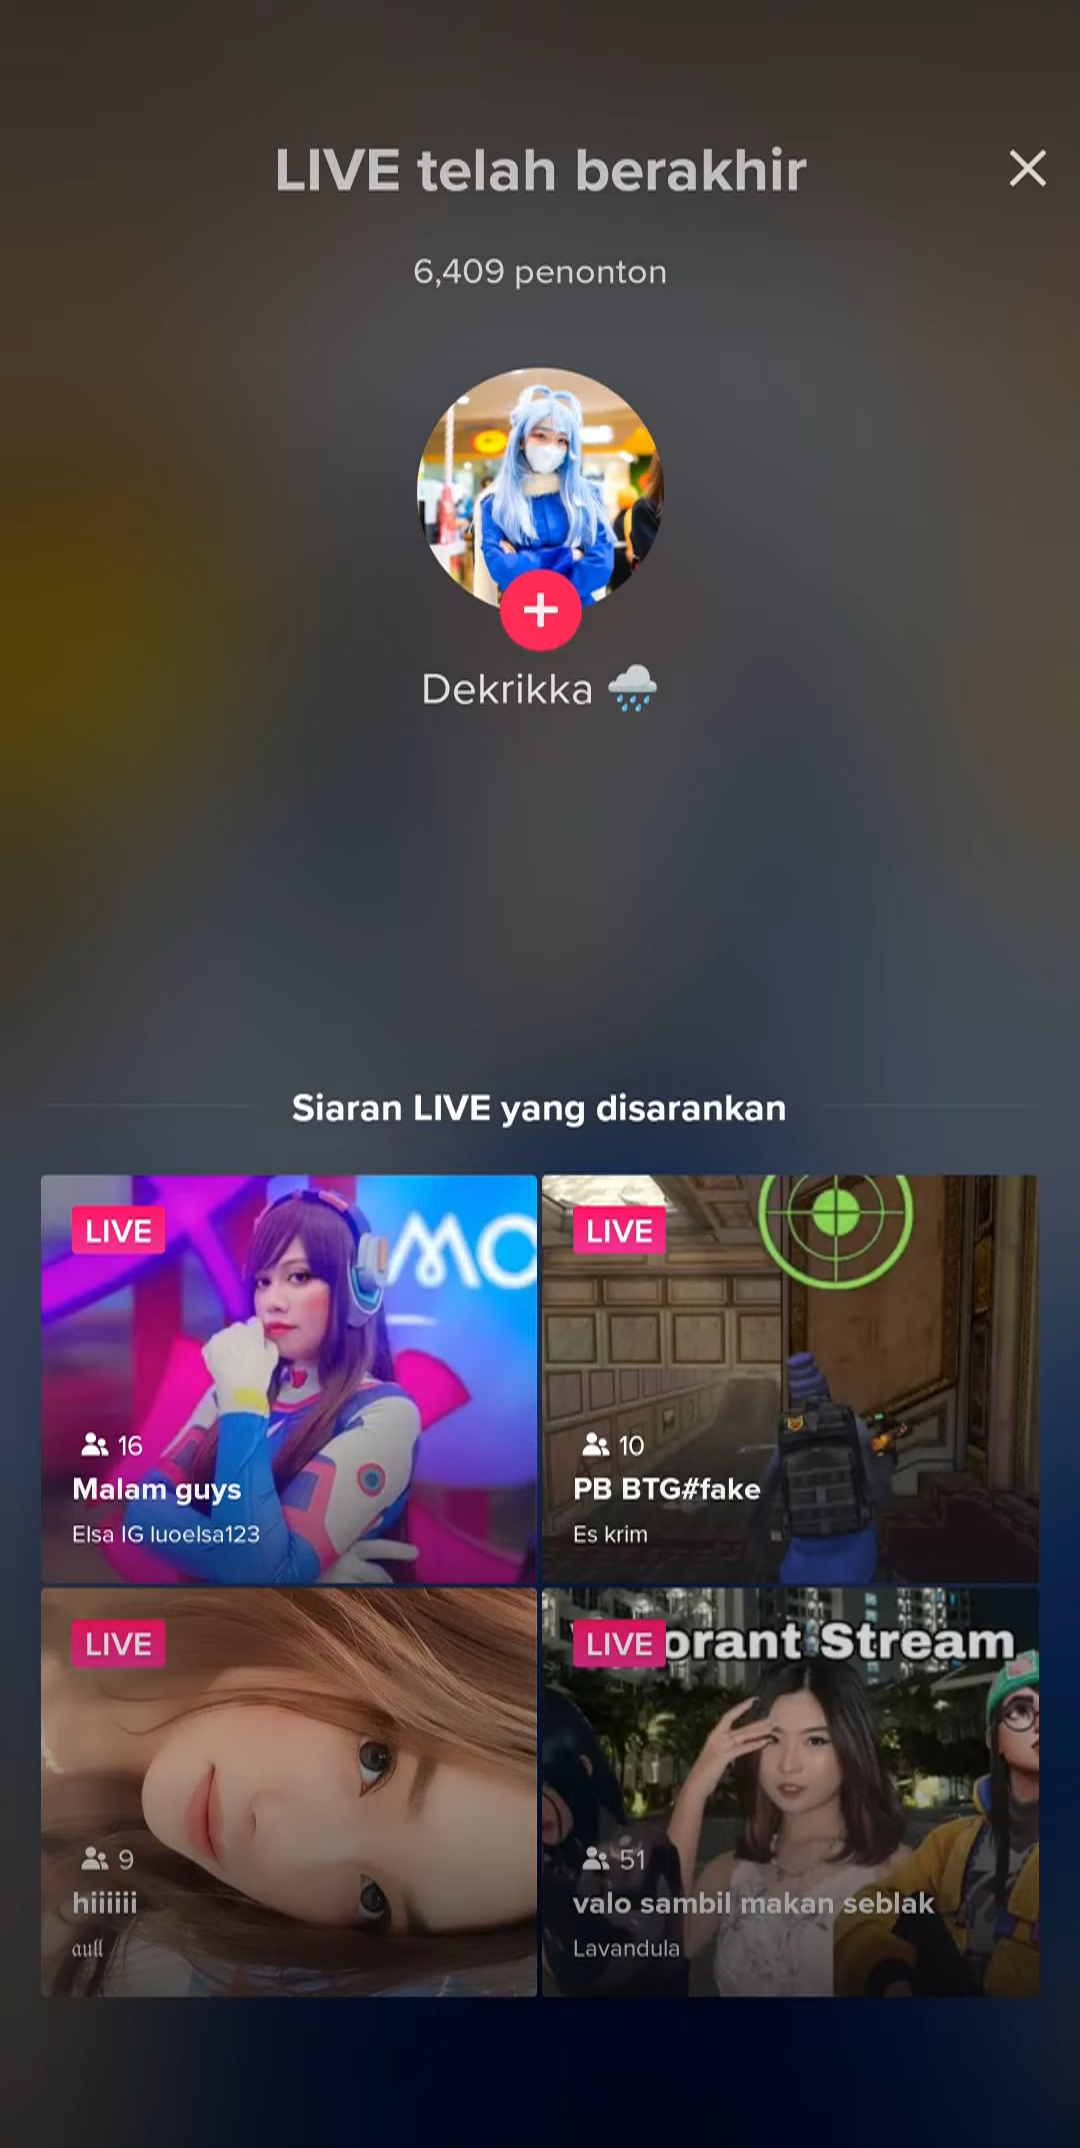 LIVE telah berakhir
6,409 penonton
Dekrikka
Siaran LIVE yang disarankan
LIVE
MO
16
Malam guys
Elsa IG luoelsa123
LIVE
10
PB BTG#fake
Es krim
LIVE
9
hiiiiii
𝔞𝔲𝔩𝔩
LIVE
orant Stream
51
valo sambil makan seblak
Lavandula